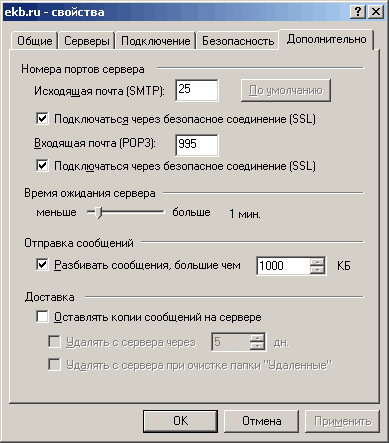 ekb.ru - свойства
Общие Серверы Подключение Безопасность Дополнительно
Номера портов сервера
Исходящая почта (SMTP): 25 По умолчанию
Подключаться через безопасное соединение (SSL)
Входящая почта (POP3): 995
Подключаться через безопасное соединение (SSL)
Время ожидания сервера
меньше больше 1 мин.
Отправка сообщений
Разбивать сообщения, большие чем 1000 КБ
Доставка
Оставлять копии сообщений на сервере
Удалять с сервера через 5 дн.
Удалять с сервера при очистке папки "Удаленные"
OK Отмена Применить